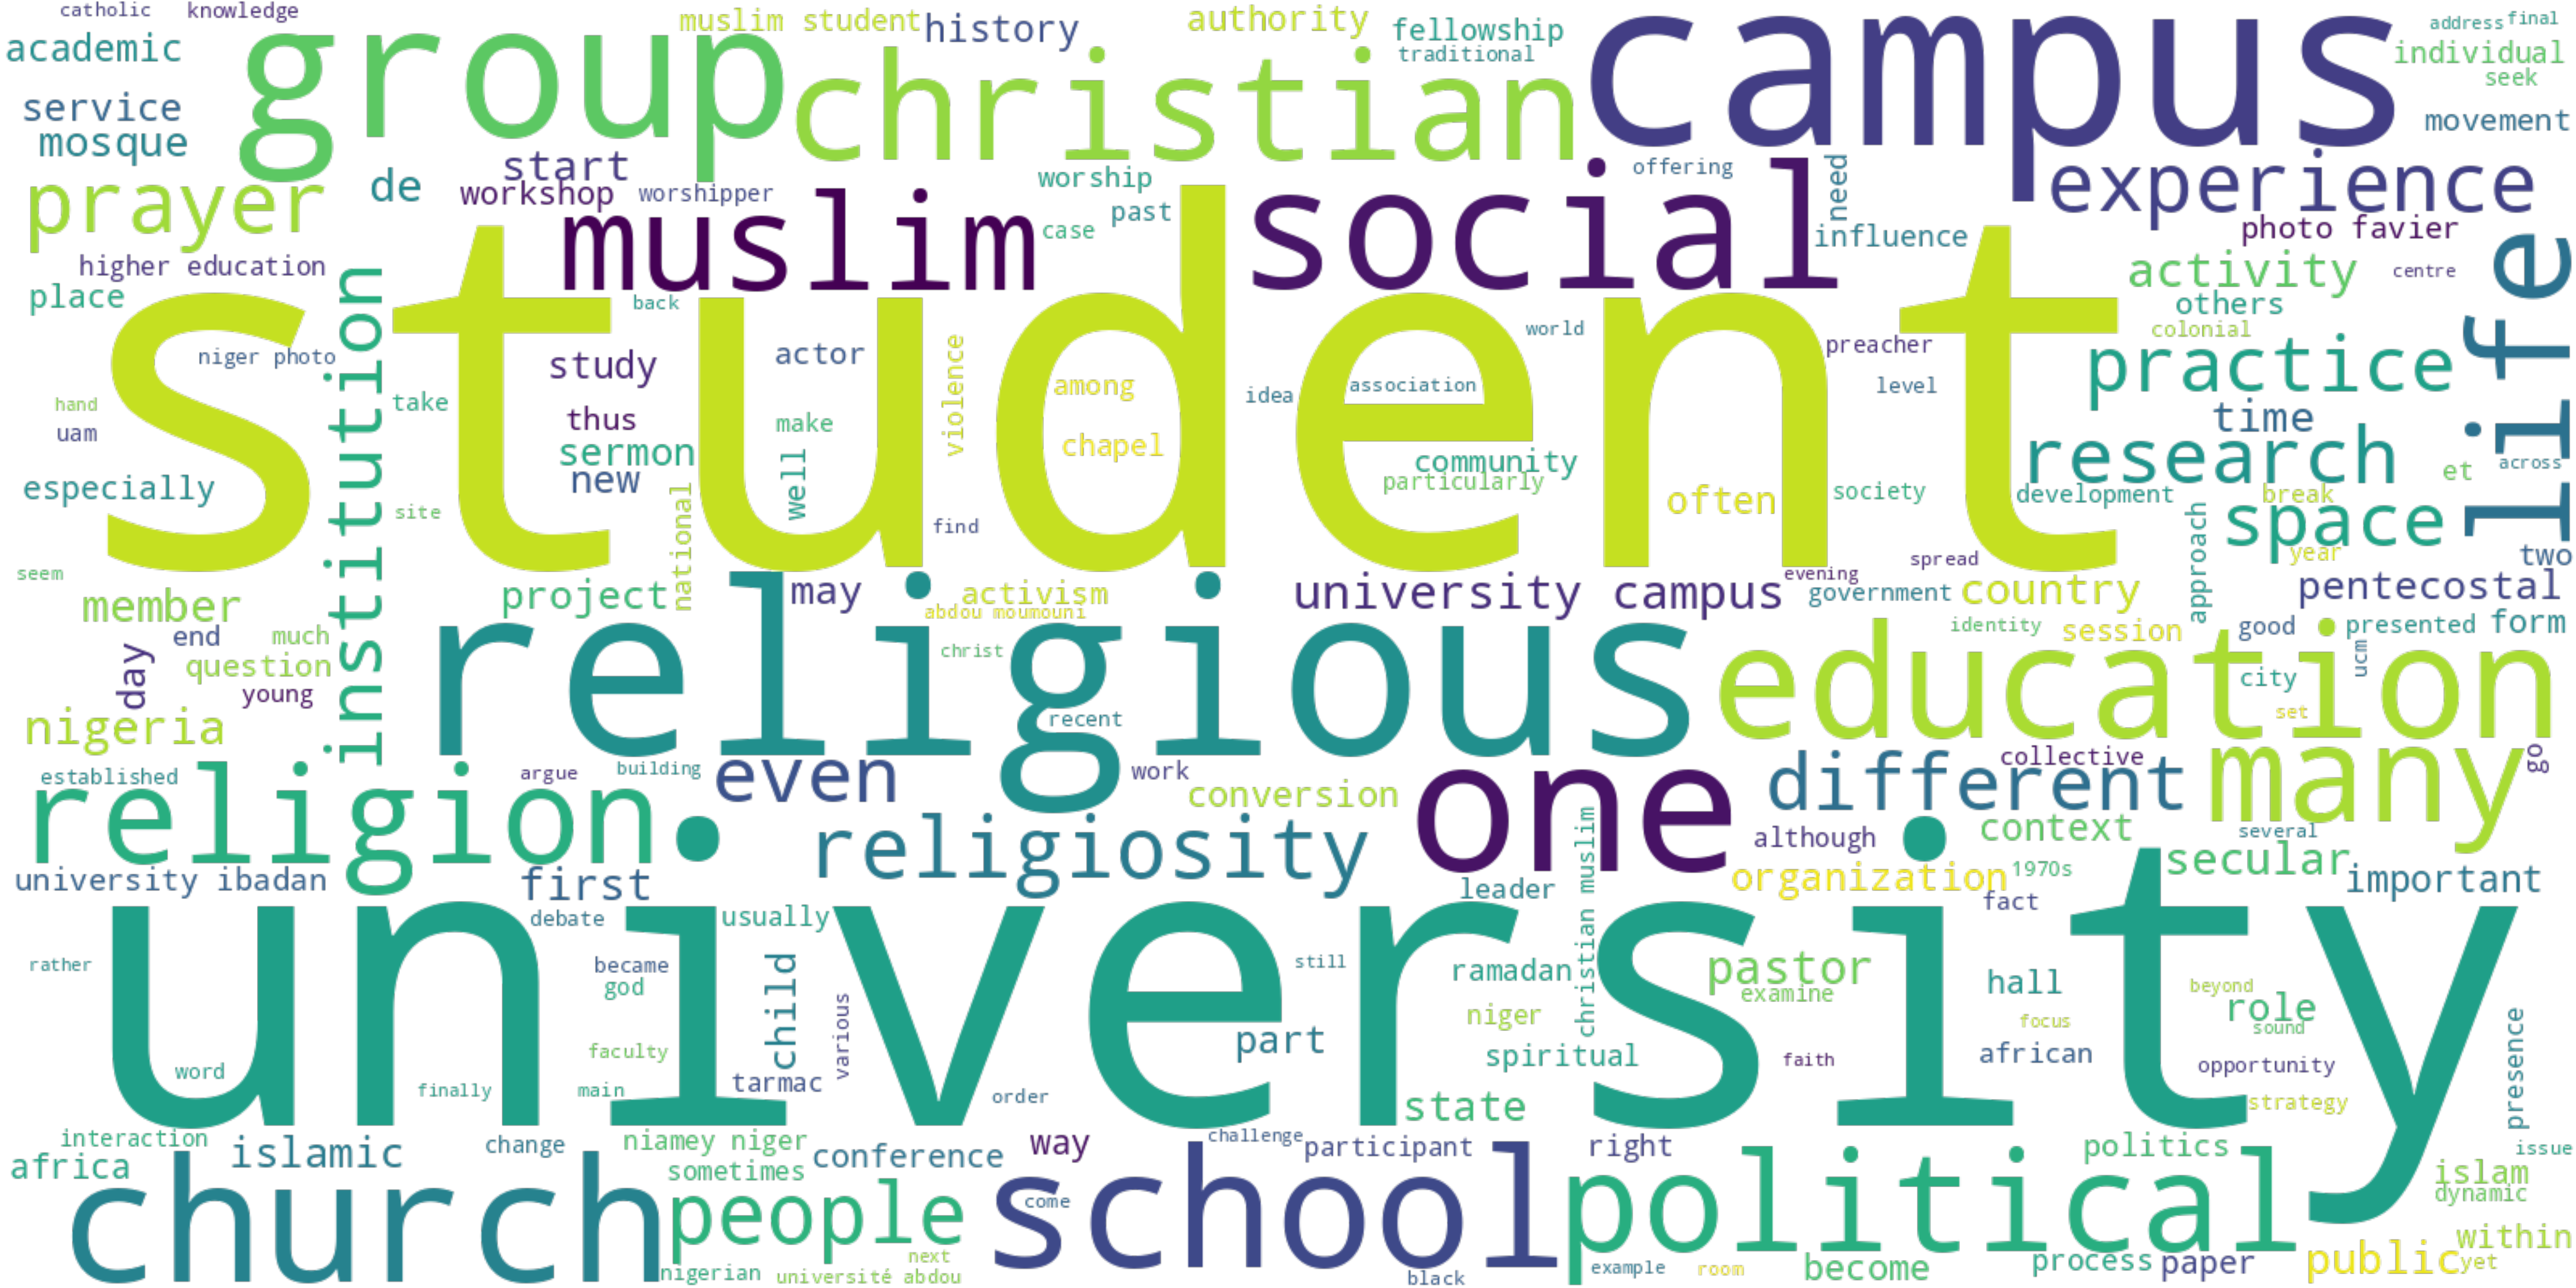 catholic knowledge
academic
group
muslim student
history
authority
fellowship
traditional
campus
address final
individual
seek
service
mosque
christian
movement
prayer
de
start
workshop
worshipper
worship
past
case
offering
need
experience
muslim
social
influence
photo favier
higher education
place
institution
back
activity
centre
others
colonial
life
student
niger photo
study
actor
violence
among
world
idea
association
preacher
level
practice
hand
uam
take
thus
make
time
sermon
new
well
chapel
community
particularly
often
society
research
development
et
across
especially
site
national
find
break
space
approach
year
two
seem
member
project
may
activism
abdou moumouni
university campus
evening
spread
government
country
pentecostal
end
much
day
question
young
religious
christ
identity
session
good
presented
form
ucm
education
city
set
nigeria
recent
religion
established
argue
building
even
work
conversion
one
different
collective
many
go
religiosity
although
context
several
university ibadan
first
leader
christian muslim
organization
1970s
secular
important
fact
university
debate
usually
rather
became
god
child
various
still
ramadan
pastor
examine
hall
beyond
role
sound
niger
focus
word
faculty
part
spiritual
faith
african
opportunity
presence
finally
main
tarmac
order
state
strategy
interaction
islamic
change
niamey niger
sometimes
conference
way
challenge
participant
right
politics
issue
africa
church
people
school
come
political
islam
dynamic
within
next
nigerian
université abdou
black
example
room
become
process
paper
public
yet